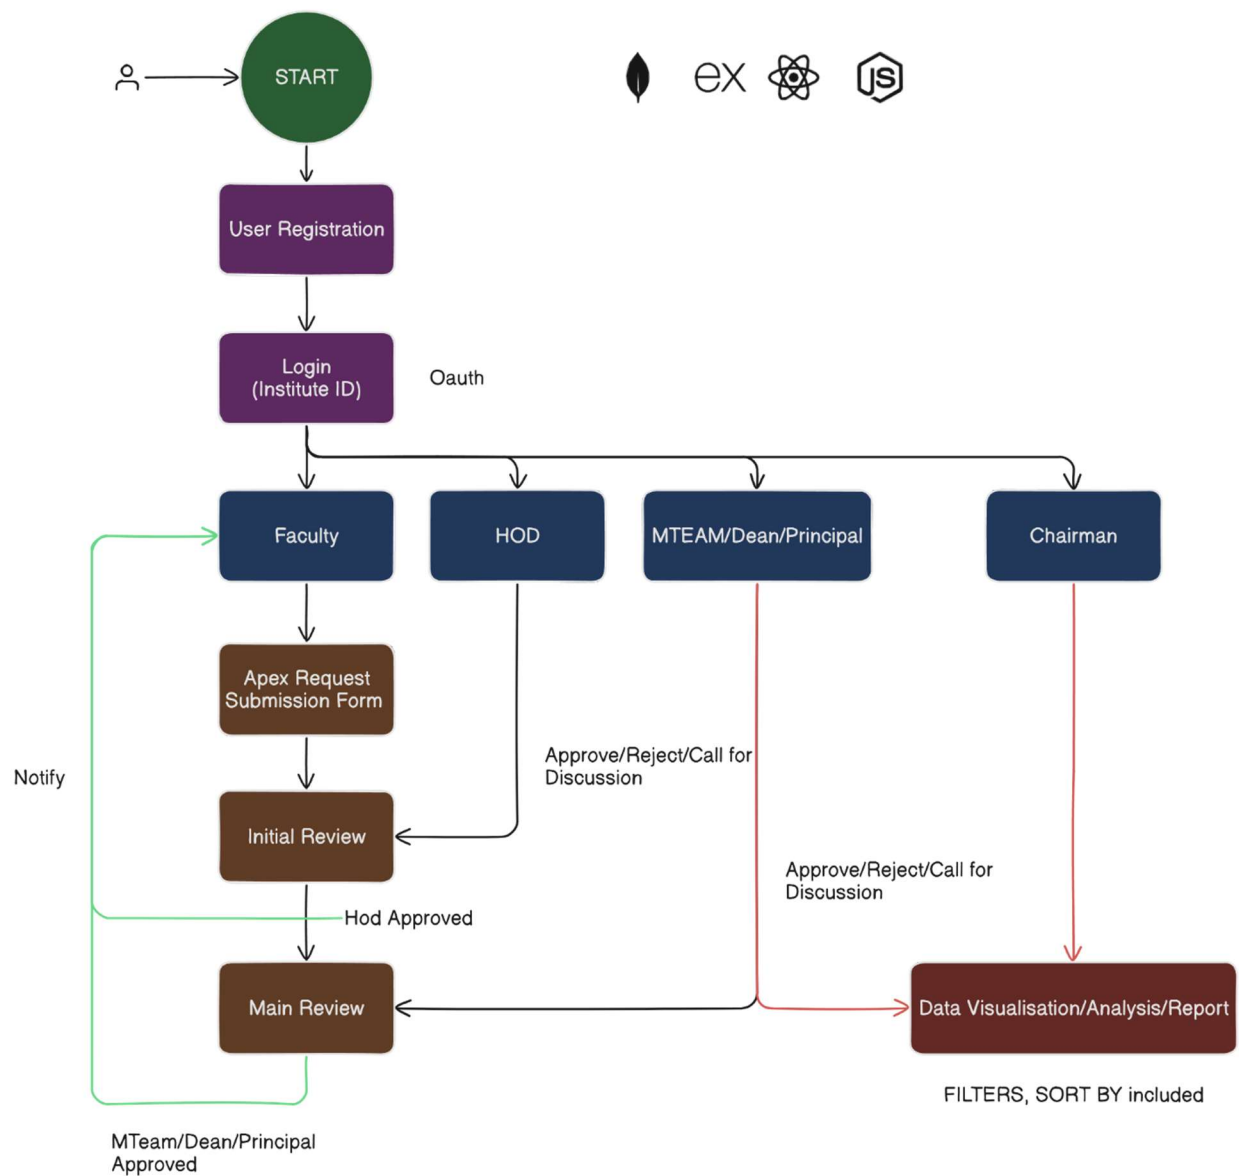 START
ex
JS
User Registration
Login
(Institute ID)
Oauth
Faculty
HOD
MTEAM/Dean/Principal
Chairman
Apex Request
Submission Form
Approve/Reject/Call for
Discussion
Notify
Initial Review
Approve/Reject/Call for
Discussion
Hod Approved
Main Review
Data Visualisation/Analysis/Report
FILTERS, SORT BY included
MTeam/Dean/Principal
Approved